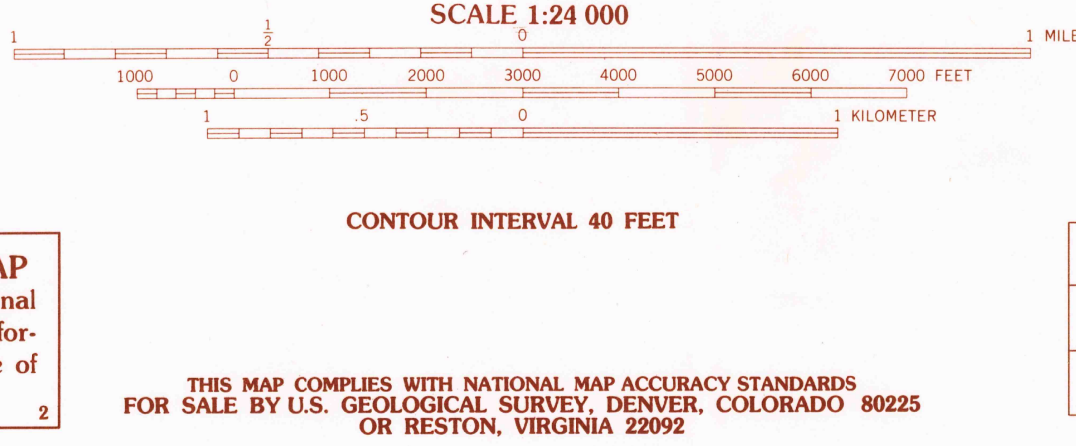 SCALE 1:24 000
1 1/2 0 1 MILE
1000 0 1000 2000 3000 4000 5000 6000 7000 FEET
1 .5 0 1 KILOMETER
CONTOUR INTERVAL 40 FEET
AP
nal
for-
e of
2
THIS MAP COMPLIES WITH NATIONAL MAP ACCURACY STANDARDS
FOR SALE BY U.S. GEOLOGICAL SURVEY, DENVER, COLORADO 80225
OR RESTON, VIRGINIA 22092